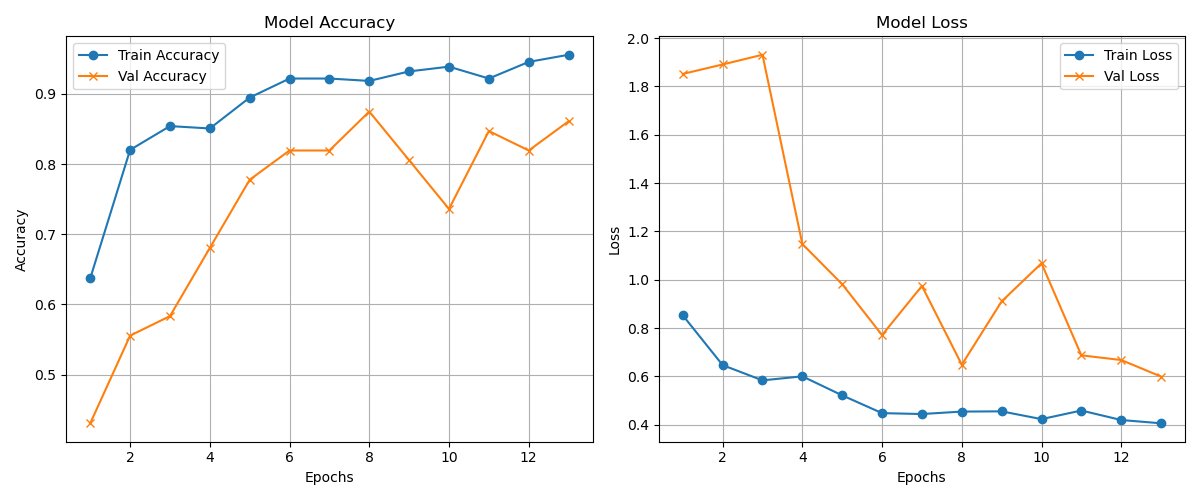 Model Accuracy
Train Accuracy
Val Accuracy
0.9
0.8
0.7
0.6
0.5
Accuracy
2 4 6 8 10 12
Epochs
Model Loss
Train Loss
Val Loss
2.0
1.8
1.6
1.4
1.2
1.0
0.8
0.6
0.4
Loss
2 4 6 8 10 12
Epochs